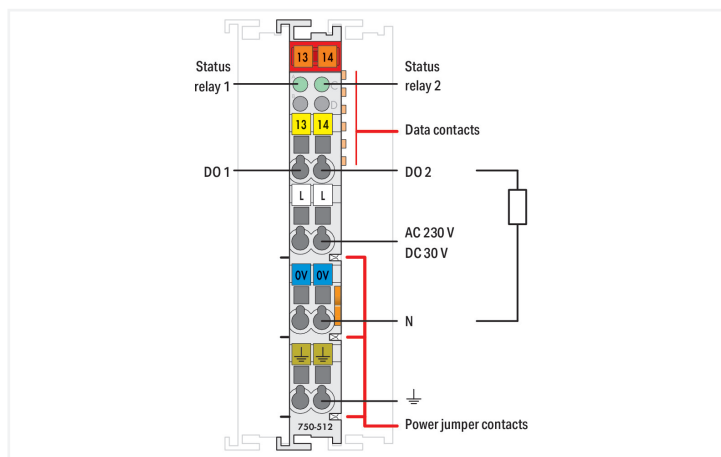 13 14
Status
relay 1
Status
relay 2
C
D
13 14
Data contacts
DO 1
DO 2
L L
AC 230 V
DC 30 V
0V 0V
N
750-512
Power jumper contacts